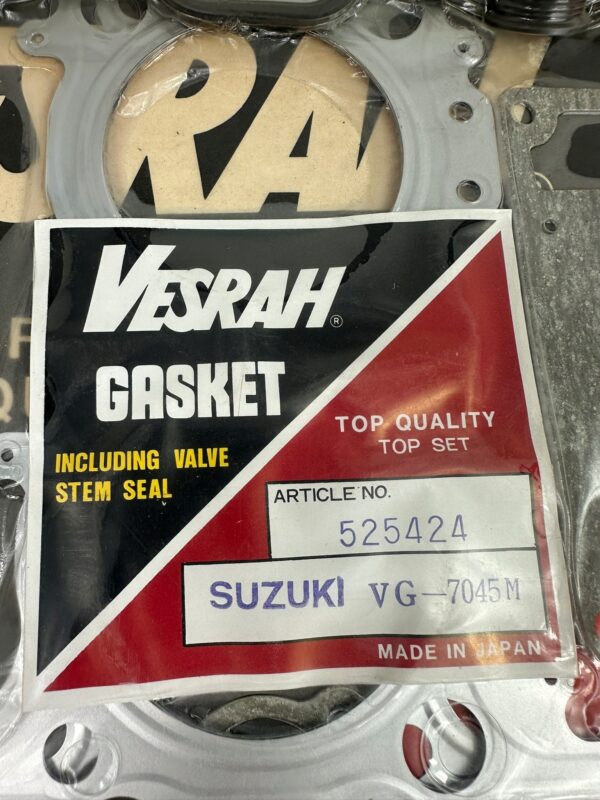 RA
VESRAH®
GASKET
INCLUDING VALVE
STEM SEAL
TOP QUALITY
TOP SET
ARTICLE NO.
525424
SUZUKI VG-7045M
MADE IN JAPAN